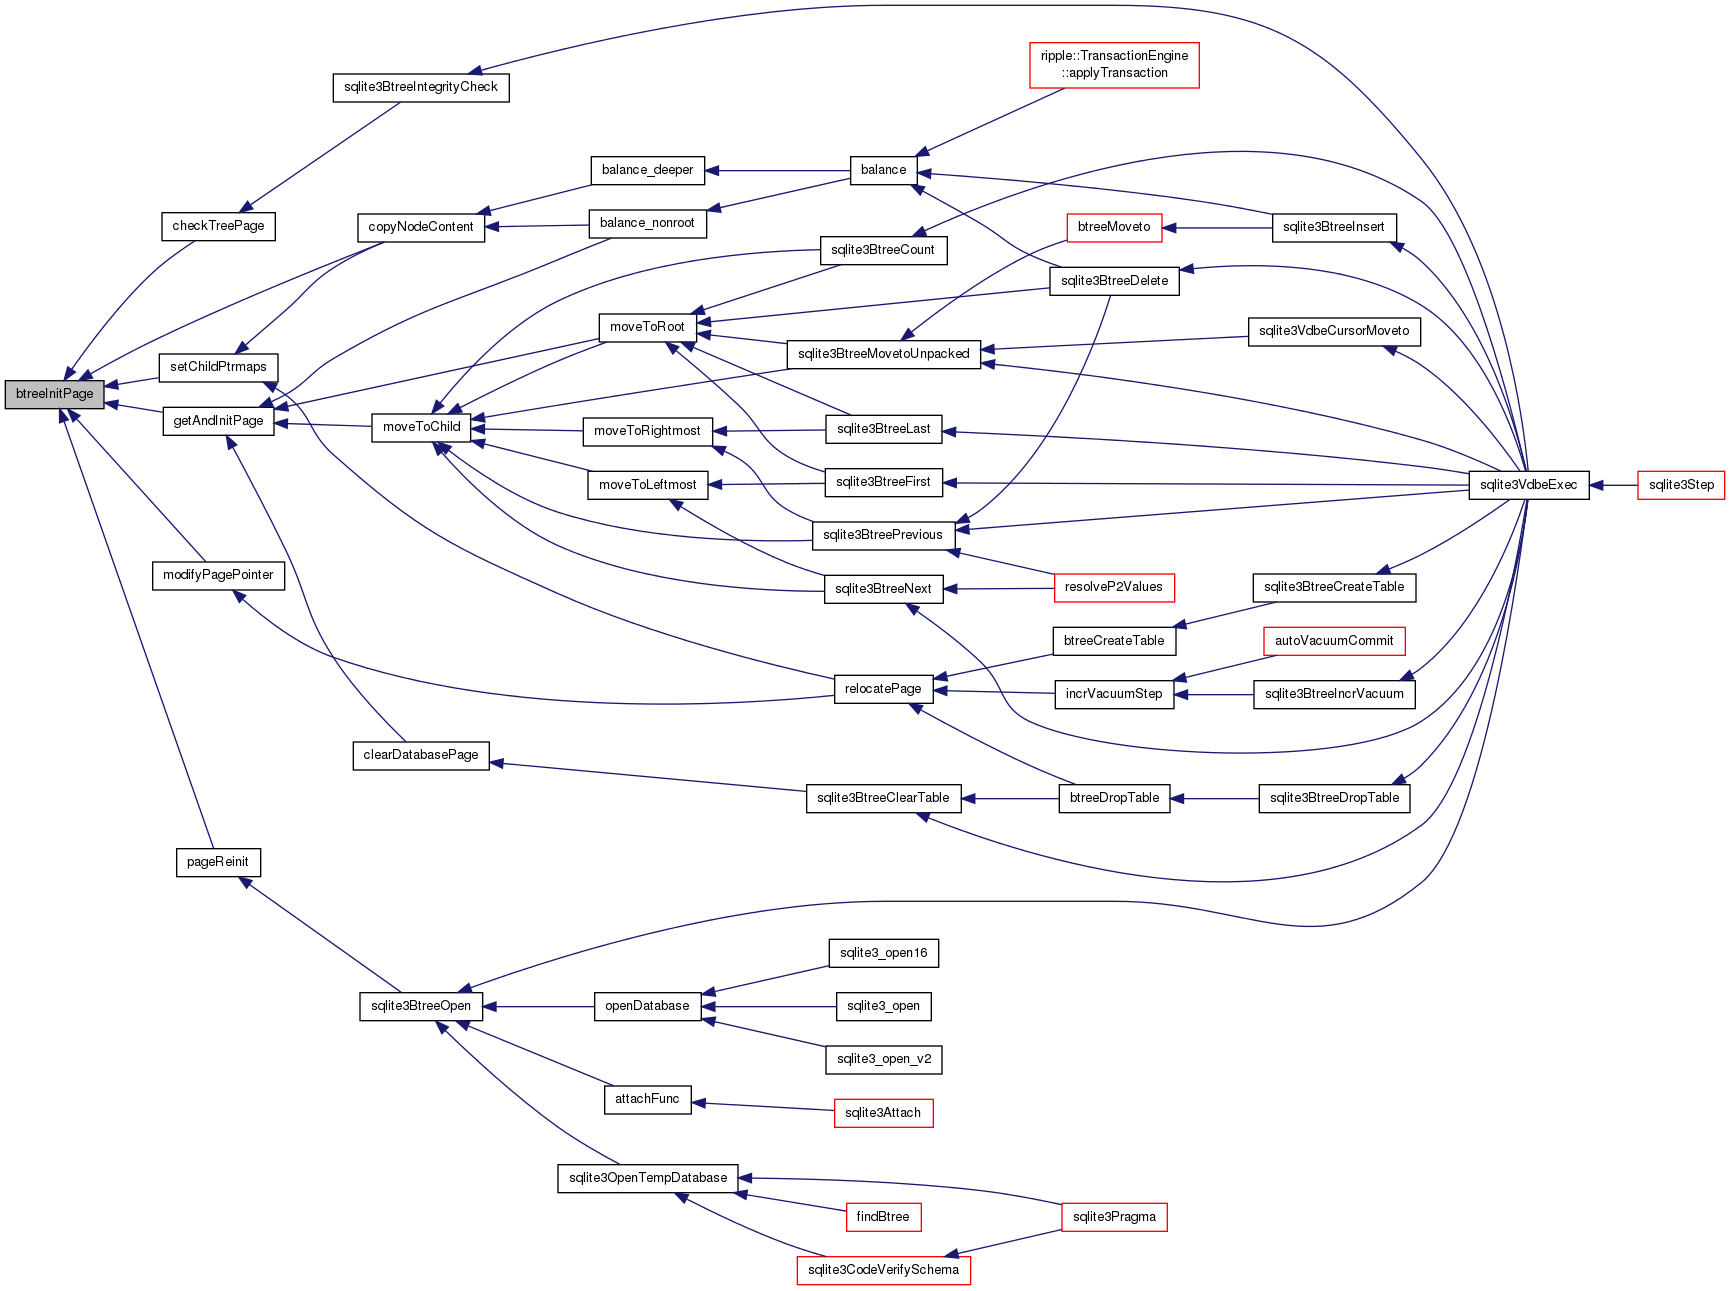 ripple::TransactionEngine
::applyTransaction
sqlite3BtreeIntegrityCheck
balance_deeper
balance
checkTreePage
copyNodeContent
balance_nonroot
btreeMoveto
sqlite3BtreeInsert
sqlite3BtreeCount
sqlite3BtreeDelete
moveToRoot
sqlite3VdbeCursorMoveto
sqlite3BtreeMovetoUnpacked
setChildPtrmaps
btreeInitPage
getAndInitPage
moveToChild
moveToRightmost
sqlite3BtreeLast
moveToLeftmost
sqlite3BtreeFirst
sqlite3VdbeExec
sqlite3Step
sqlite3BtreePrevious
modifyPagePointer
sqlite3BtreeNext
resolveP2Values
sqlite3BtreeCreateTable
btreeCreateTable
autoVacuumCommit
relocatePage
incrVacuumStep
sqlite3BtreeIncrVacuum
clearDatabasePage
sqlite3BtreeClearTable
btreeDropTable
sqlite3BtreeDropTable
pageReinit
sqlite3_open16
sqlite3BtreeOpen
openDatabase
sqlite3_open
sqlite3_open_v2
attachFunc
sqlite3Attach
sqlite3OpenTempDatabase
findBtree
sqlite3Pragma
sqlite3CodeVerifySchema